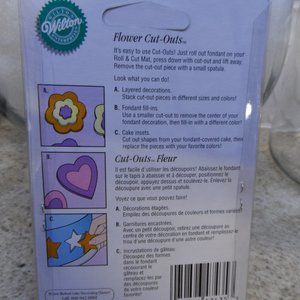 Wilton
Flower Cut-Outs™
It's easy to use Cut-Outs! Just roll out fondant on your
Roll & Cut Mat, press down with cut-out and lift away.
Remove the cut-out piece with a small spatula.
Look what you can do!
A. Layered decorations.
Stack cut-out pieces in different sizes and colors!
B. Fondant fill-ins.
Use a smaller cut-out to remove the center of your
fondant decoration, then fill-in with a different color!
C. Cake insets.
Cut out shapes from your fondant-covered cake, then
replace the pieces with your favorite colors!
Cut-Outs™ Fleur
Il est facile d'utiliser les découpoirs! Abaissez le fondant
sur le tapis à abaisser et à découper, positionnez le
découpoir, appuyez dessus et soulevez-le. Enlevez la
découpure avec une petit spatule.
Voyez ce que vous pouvez faire!
A. Décorations étagées.
Empilez des découpures de couleurs et formes variées!
B. Garnitures encastrées.
Avec un petit découpoir, retirez une découpure au
centre de votre décoration en fondant et remplacez-la
d'une découpure d'une autre couleur!
C. Incrustations de gâteau:
Découpez des formes
dans le fondant
recouvrant le
gâteau et
remplacez-les par
des découpures
de votre couleur
favorite!
A.
B.
C.